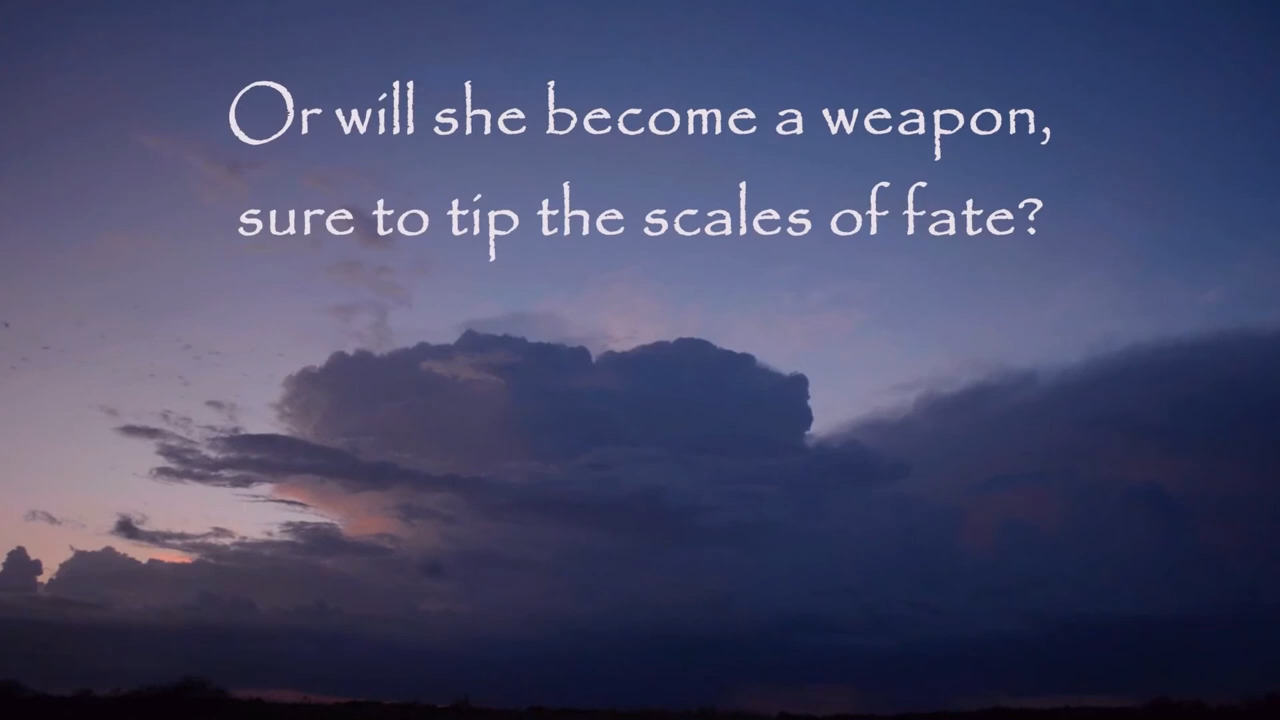 Or will she become a weapon,
sure to tip the scales of fate?